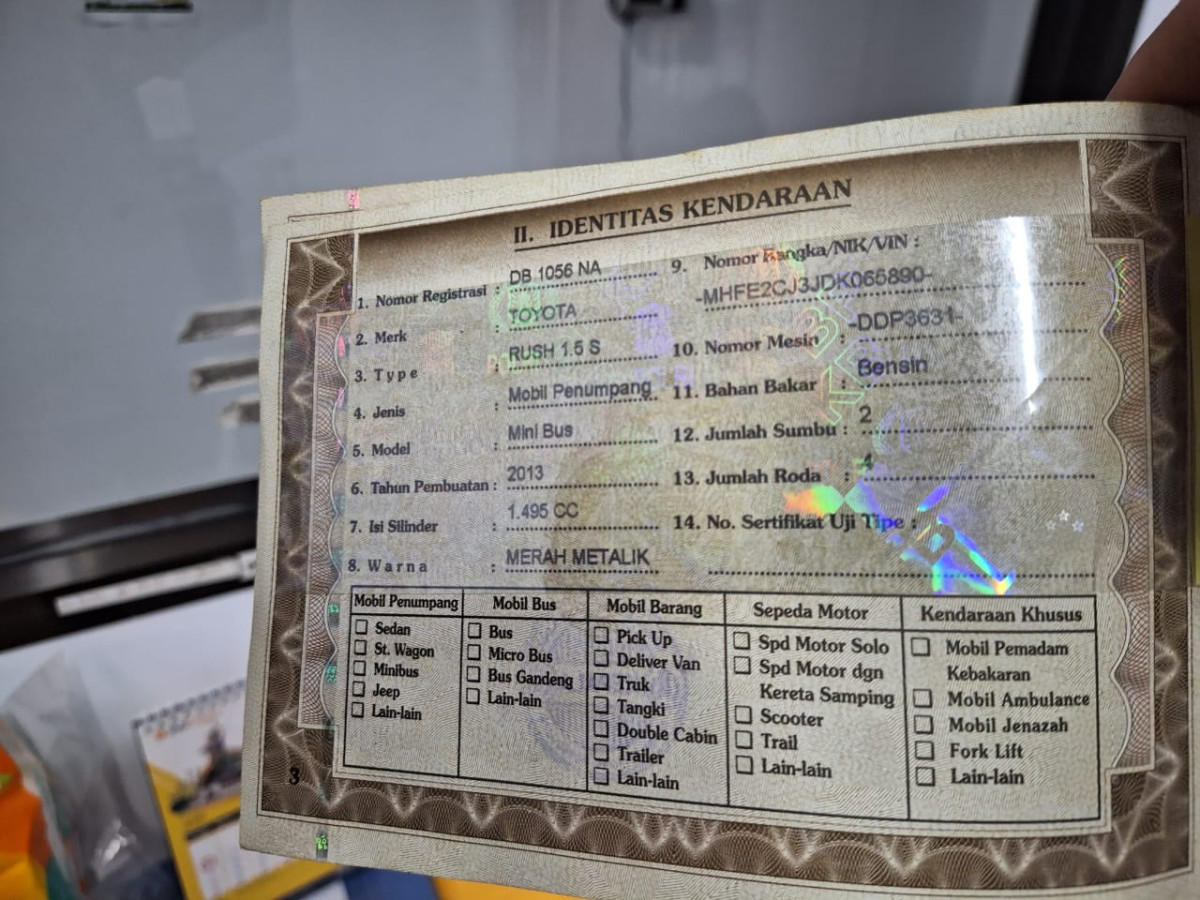 II. IDENTITAS KENDARAAN
1. Nomor Registrasi : DB 1056 NA
2. Merk : TOYOTA
3. Type : RUSH 1.5 S
4. Jenis : Mobil Penumpang
5. Model : Mini Bus
6. Tahun Pembuatan : 2013
7. Isi Silinder : 1.495 CC
8. Warna : MERAH METALIK
9. Nomor Rangka/NIK/VIN :
-MHFE2CJ3JDK065890-
10. Nomor Mesin -DDP3631-
11. Bahan Bakar : Bensin
12. Jumlah Sumbu : 2
13. Jumlah Roda : 4
14. No. Sertifikat Uji Tipe :
Mobil Penumpang
Sedan
St. Wagon
Minibus
Jeep
Lain-lain
Mobil Bus
Bus
Micro Bus
Bus Gandeng
Lain-lain
Mobil Barang
Pick Up
Deliver Van
Truk
Tangki
Double Cabin
Trailer
Lain-lain
Sepeda Motor
Spd Motor Solo
Spd Motor dgn
Kereta Samping
Scooter
Trail
Lain-lain
Kendaraan Khusus
Mobil Pemadam
Kebakaran
Mobil Ambulance
Mobil Jenazah
Fork Lift
Lain-lain
3